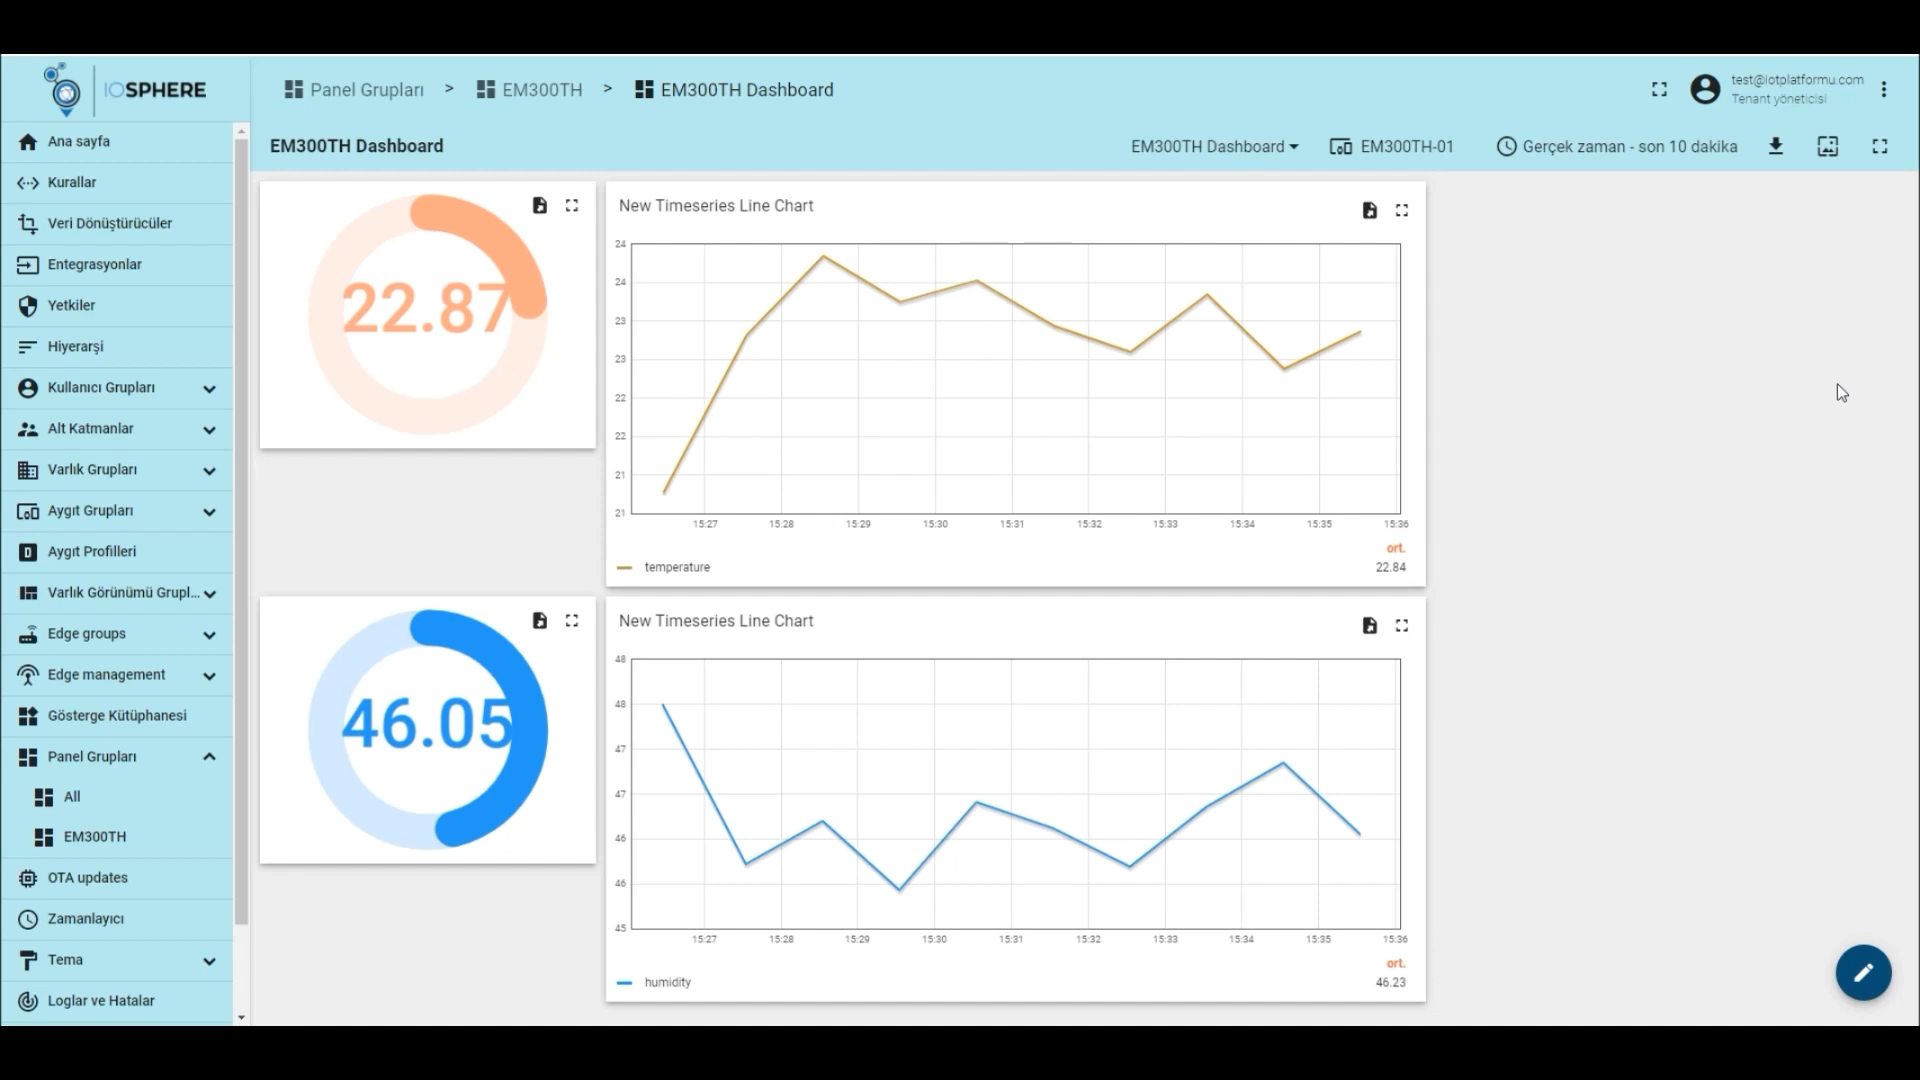 IOSPHERE
Panel Grupları > EM300TH > EM300TH Dashboard
test@iotplatformu.com
Tenant yöneticisi
EM300TH Dashboard
EM300TH Dashboard
EM300TH-01
Gerçek zaman - son 10 dakika
Ana sayfa
Kurallar
Veri Dönüştürücüler
Entegrasyonlar
Yetkiler
Hiyerarşi
Kullanıcı Grupları
Alt Katmanlar
Varlık Grupları
Aygıt Grupları
D Aygıt Profilleri
Varlık Görünümü Grupl...
Edge groups
Edge management
Gösterge Kütüphanesi
Panel Grupları
All
EM300TH
OTA updates
Zamanlayıcı
Tema
Loglar ve Hatalar
22.87
New Timeseries Line Chart
24
24
23
23
22
22
21
21
15:27 15:28 15:29 15:30 15:31 15:32 15:33 15:34 15:35 15:36
ort.
temperature 22.84
46.05
New Timeseries Line Chart
48
48
47
47
46
46
45
15:27 15:28 15:29 15:30 15:31 15:32 15:33 15:34 15:35 15:36
ort.
humidity 46.23